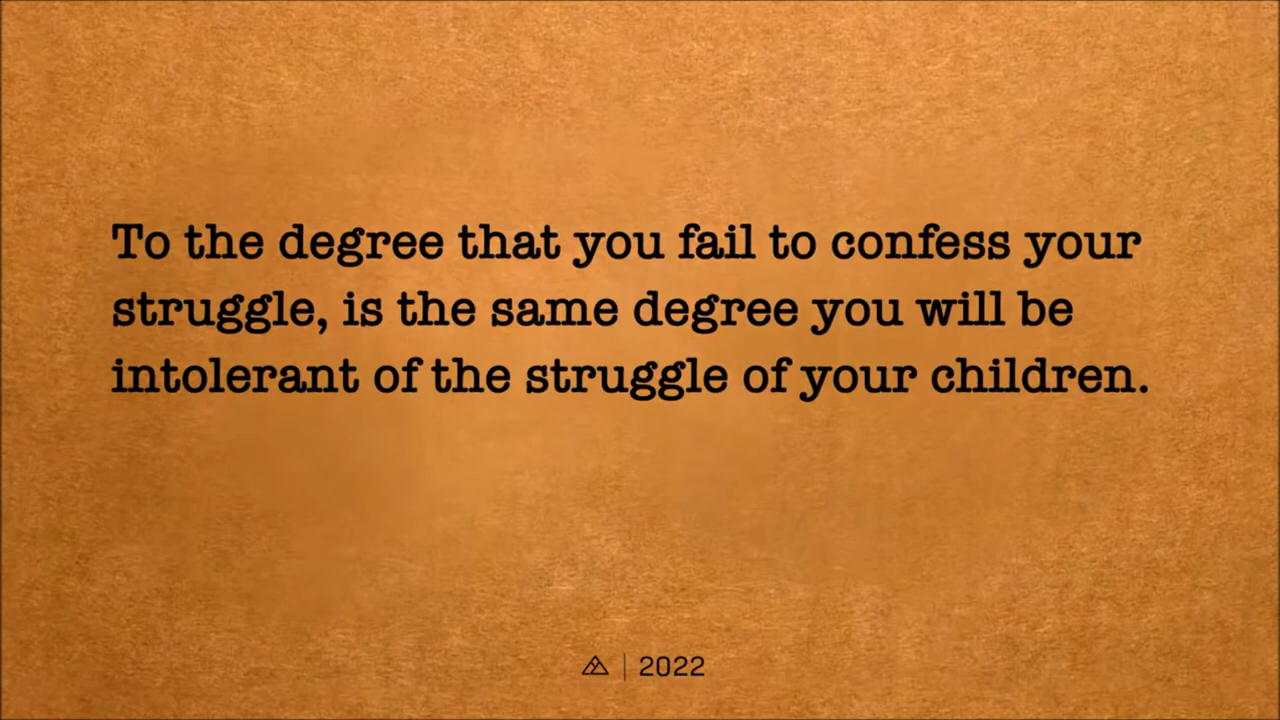 To the degree that you fail to confess your
struggle, is the same degree you will be
intolerant of the struggle of your children.
| 2022